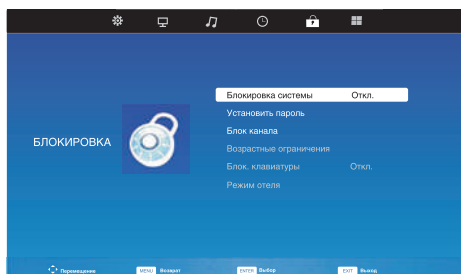 Блокировка системы Откл.
Установить пароль
Блок канала
БЛОКИРОВКА
Возрастные ограничения
Блок. клавиатуры Откл.
Режим отеля
Перемещение MENU Возврат ENTER Выбор EXIT Выход